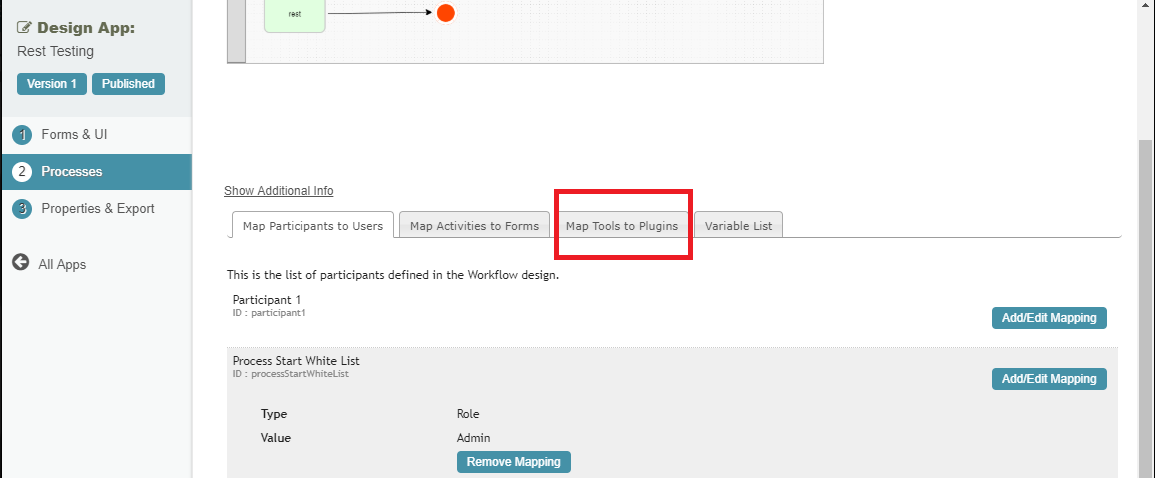 rest
Design App:
Rest Testing
Version 1 Published
1 Forms & UI
2 Processes
3 Properties & Export
All Apps
Show Additional Info
Map Participants to Users Map Activities to Forms Map Tools to Plugins Variable List
This is the list of participants defined in the Workflow design.
Participant 1
ID : participant1
Add/Edit Mapping
Process Start White List
ID : processStartWhiteList
Add/Edit Mapping
Type Role
Value Admin
Remove Mapping